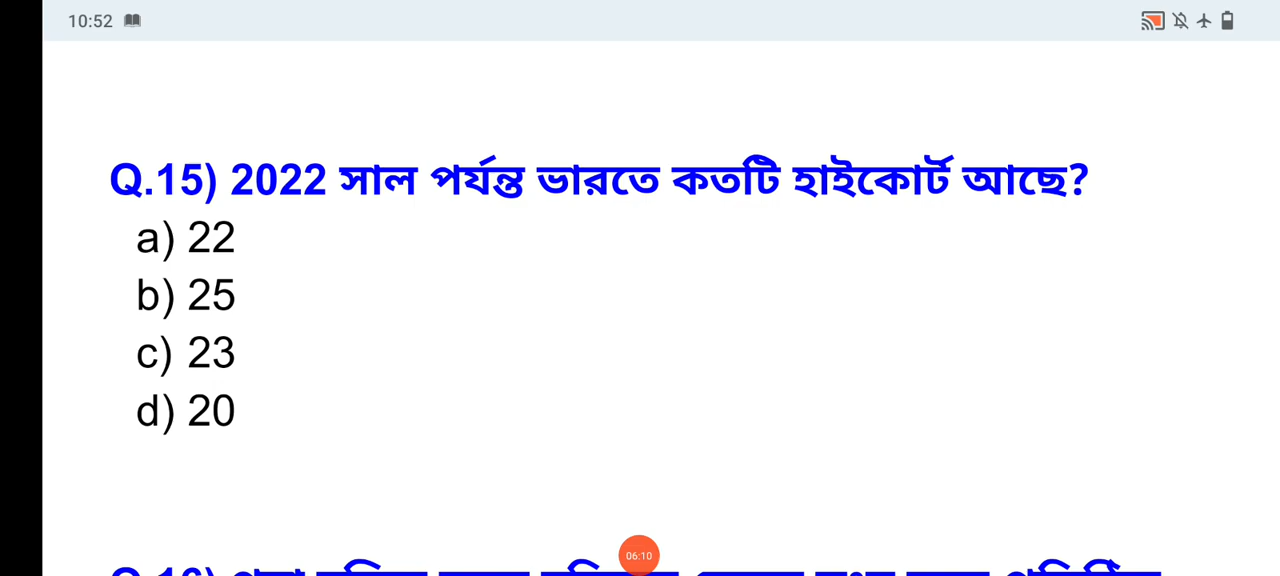 10:52
Q.15) 2022 সাল পর্যন্ত ভারতে কতটি হাইকোর্ট আছে?
a) 22
b) 25
c) 23
d) 20
06:10